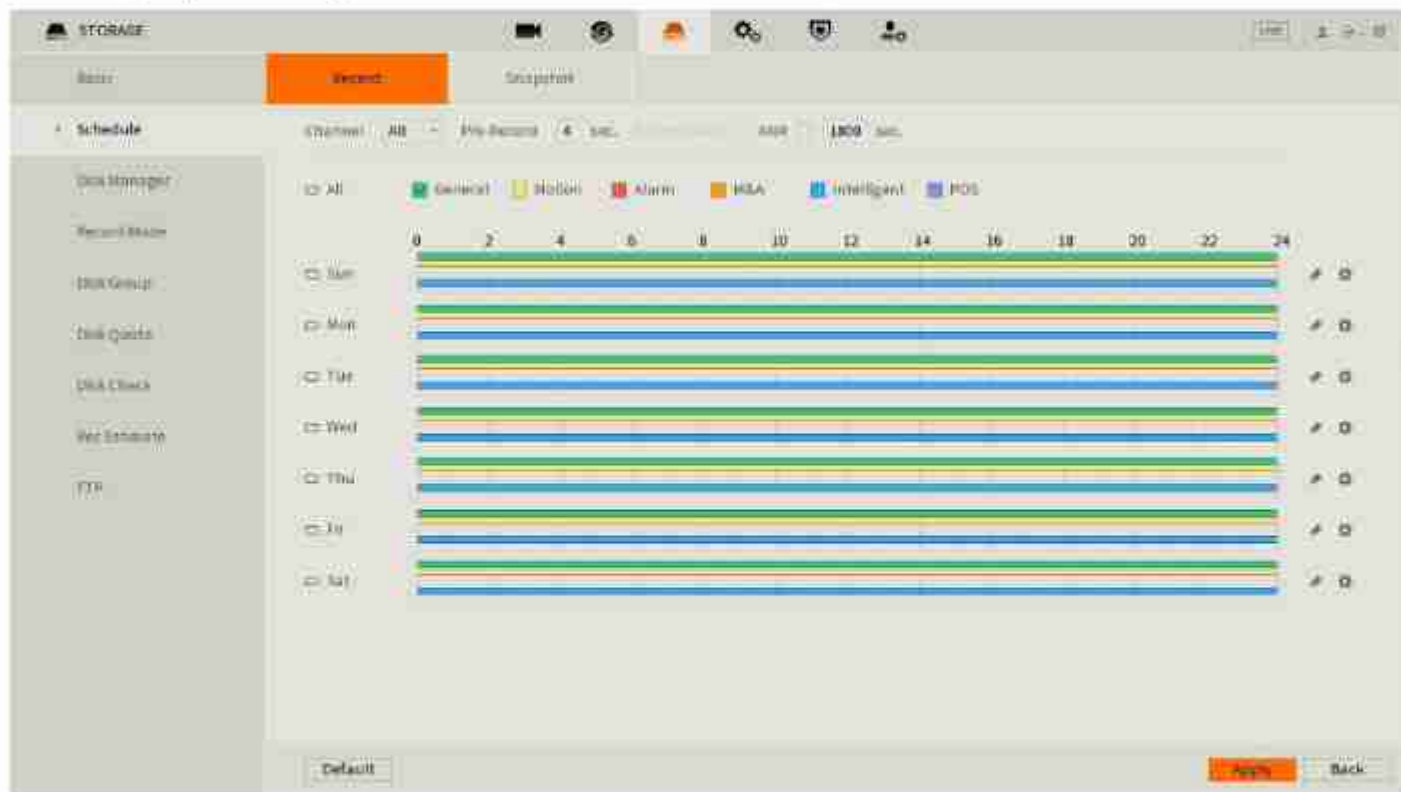 STORAGE LIVE
Basic Record Snapshot
Schedule Channel All Pre-Record 4 sec. ANR 1800 sec.
Disk Manager All General Motion Alarm M&A Intelligent POS
Record Mode
0 2 4 6 8 10 12 14 16 18 20 22 24
Sun
Disk Group
Mon
Disk Quota
Tue
Disk Check
Wed
Rec Estimate
Thu
FTP
Fri
Sat
Default Apply Back